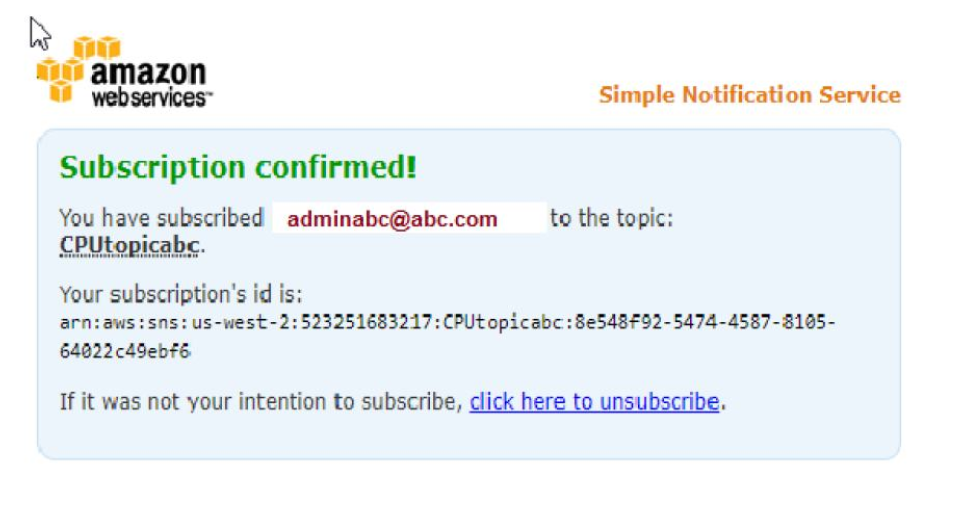 amazon
webservices™
Simple Notification Service
Subscription confirmed!
You have subscribed adminabc@abc.com to the topic:
CPUtopicabc.
Your subscription's id is:
arn:aws:sns:us-west-2:523251683217:CPUtopicabc:8e548f92-5474-4587-8105-
64022c49ebf6
If it was not your intention to subscribe, click here to unsubscribe.